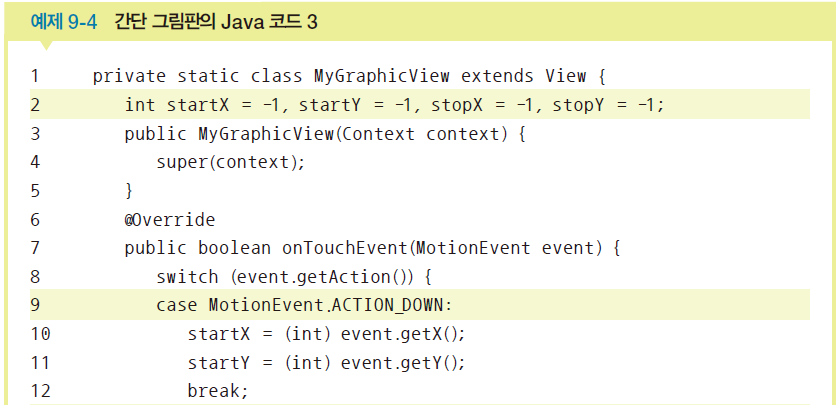 예제 9-4 간단 그림판의 Java 코드 3
1 private static class MyGraphicView extends View {
2 int startX = -1, startY = -1, stopX = -1, stopY = -1;
3 public MyGraphicView(Context context) {
4 super(context);
5 }
6 @Override
7 public boolean onTouchEvent(MotionEvent event) {
8 switch (event.getAction()) {
9 case MotionEvent.ACTION_DOWN:
10 startX = (int) event.getX();
11 startY = (int) event.getY();
12 break;